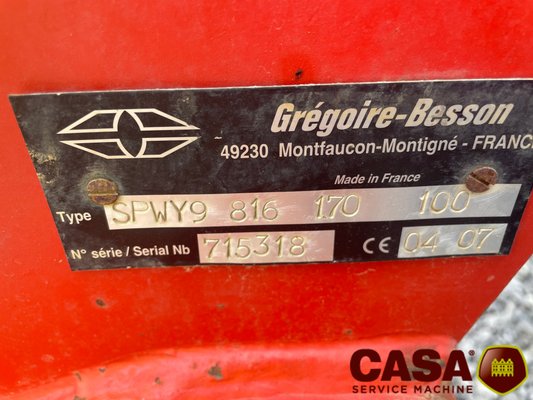 Grégoire-Besson
49230 Montfaucon-Montigné - FRANC
Made in France
Type SPWY9 816 170 100
N° série / Serial Nb 715318 CE 04 07
CASA®
SERVICE MACHINE